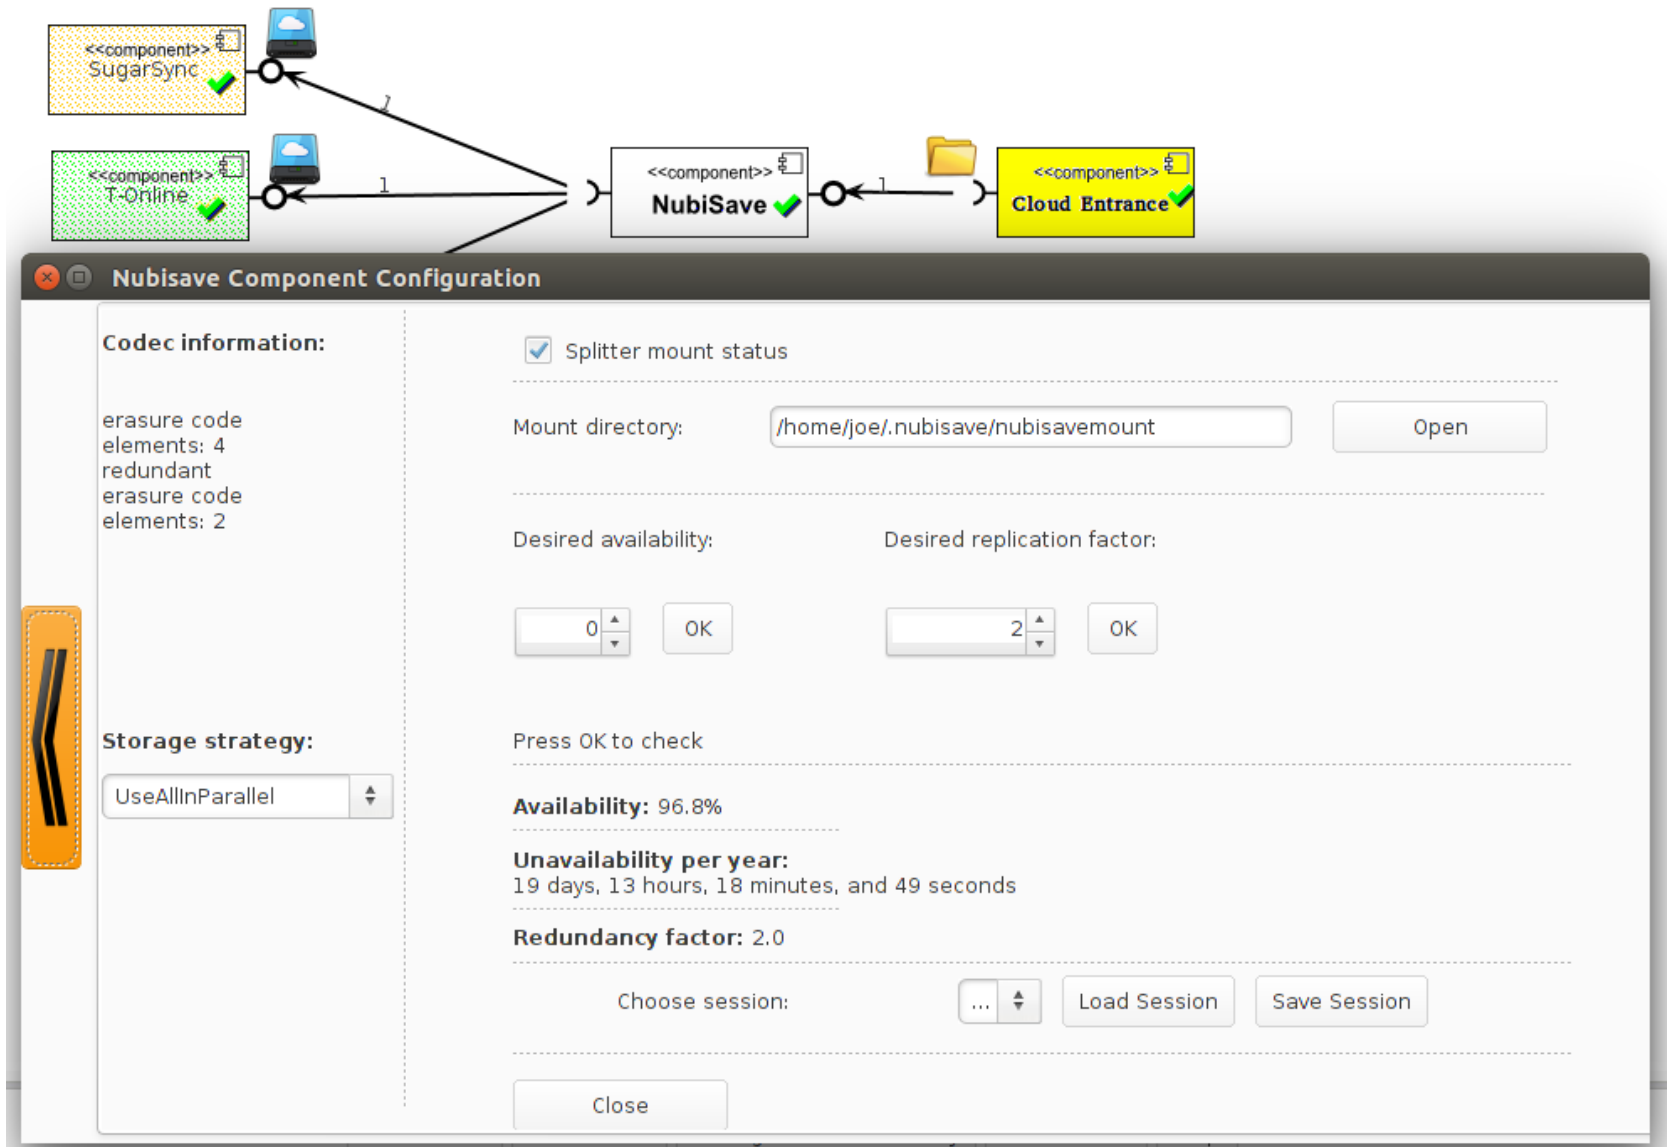 <<component>>
SugarSync
1
<<component>>
T-Online
1
<<component>>
NubiSave
1
<<component>>
Cloud Entrance
Nubisave Component Configuration
Codec information:
erasure code
elements: 4
redundant
erasure code
elements: 2
Storage strategy:
UseAllInParallel
Splitter mount status
Mount directory: /home/joe/.nubisave/nubisavemount Open
Desired availability: Desired replication factor:
0 OK 2 OK
Press OK to check
Availability: 96.8%
Unavailability per year:
19 days, 13 hours, 18 minutes, and 49 seconds
Redundancy factor: 2.0
Choose session: ... Load Session Save Session
Close